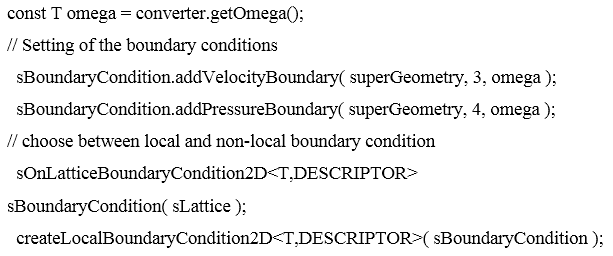 const T omega = converter.getOmega();
// Setting of the boundary conditions
sBoundaryCondition.addVelocityBoundary( superGeometry, 3, omega );
sBoundaryCondition.addPressureBoundary( superGeometry, 4, omega );
// choose between local and non-local boundary condition
sOnLatticeBoundaryCondition2D<T,DESCRIPTOR>
sBoundaryCondition( sLattice );
createLocalBoundaryCondition2D<T,DESCRIPTOR>( sBoundaryCondition );